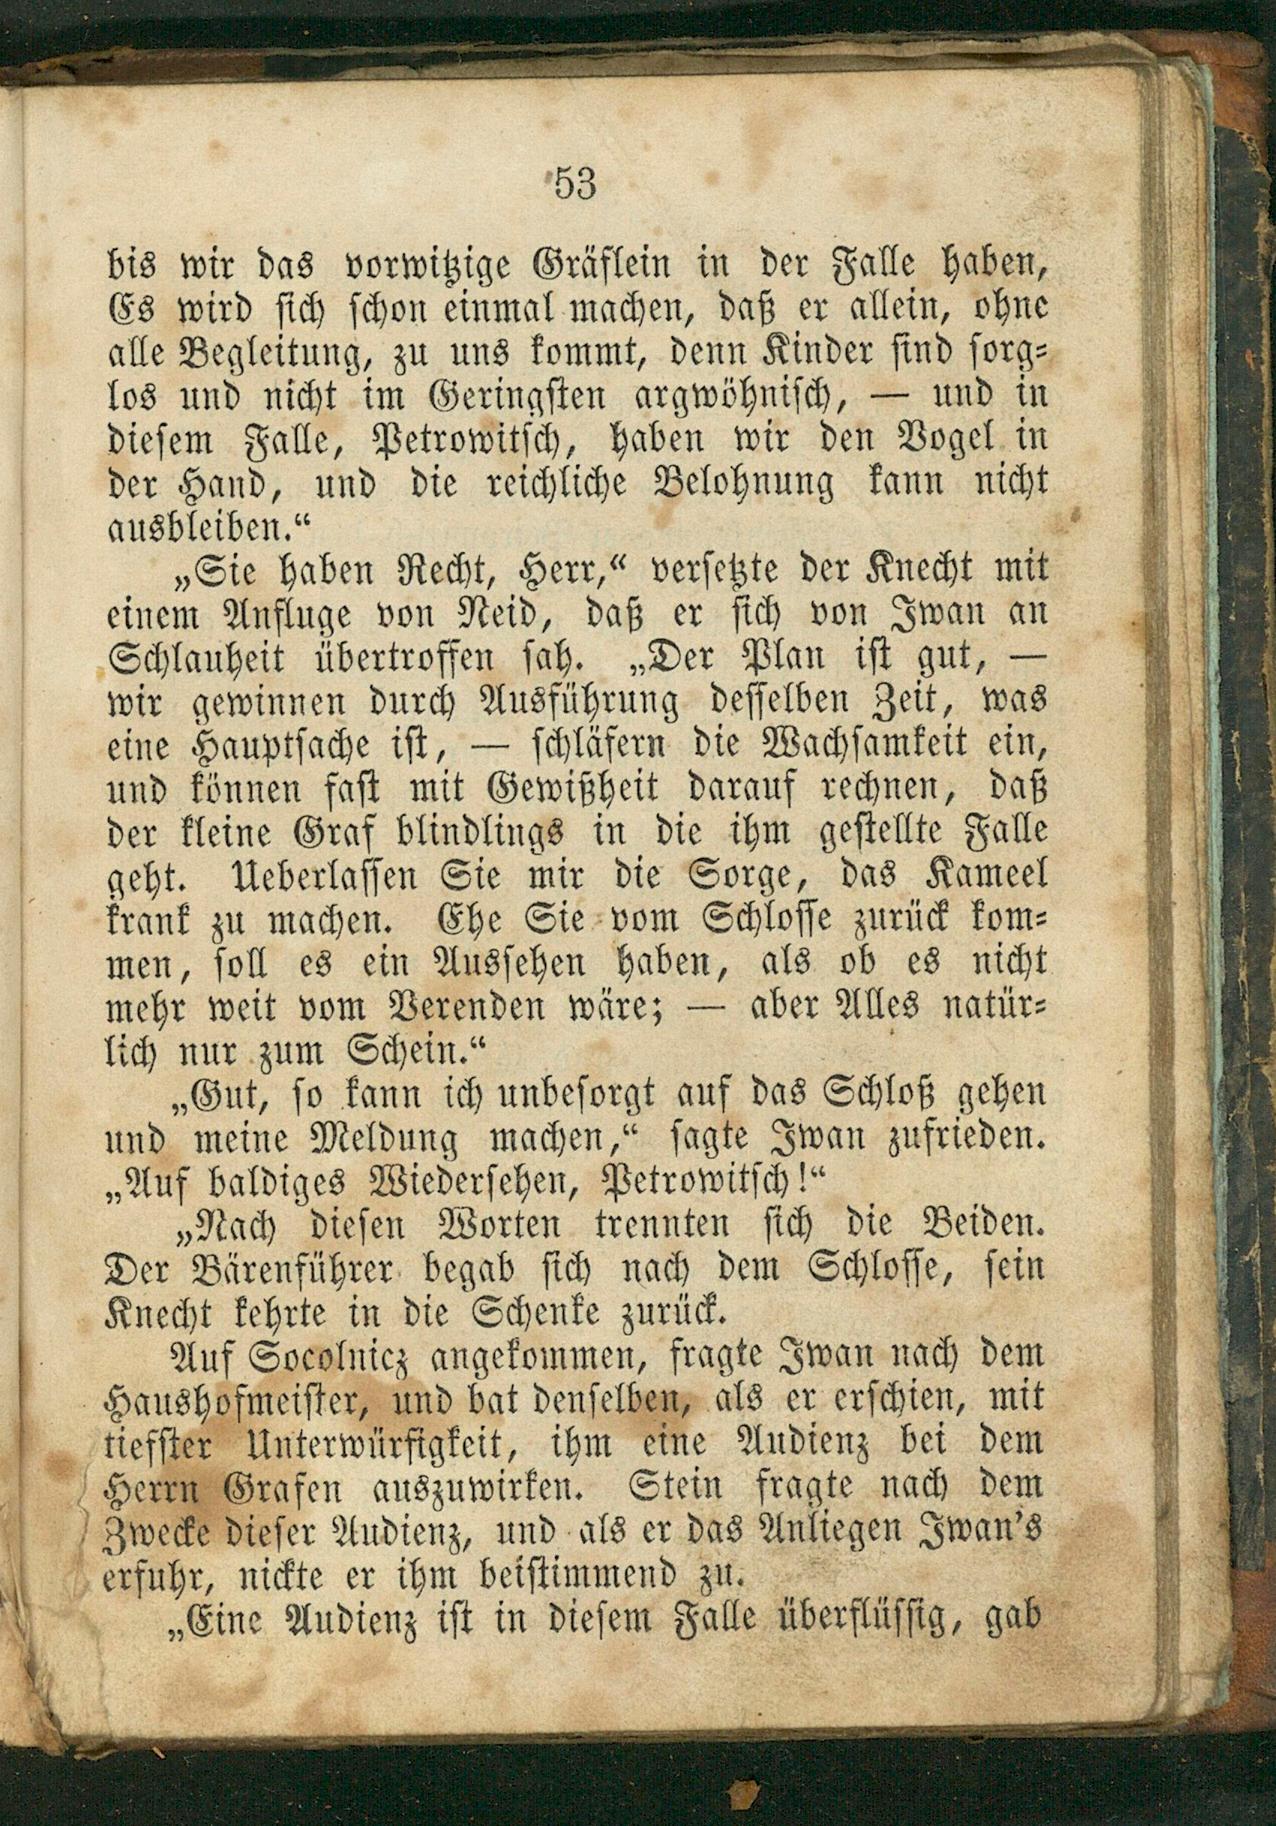 53
bis wir das vorwitzige Gräflein in der Falle haben,
Es wird sich schon einmal machen, daß er allein, ohne
alle Begleitung, zu uns kommt, denn Kinder sind sorg-
los und nicht im Geringsten argwöhnisch, — und in
diesem Falle, Petrowitsch, haben wir den Vogel in
der Hand, und die reichliche Belohnung kann nicht
ausbleiben.“
„Sie haben Recht, Herr,“ versetzte der Knecht mit
einem Anfluge von Neid, daß er sich von Iwan an
Schlauheit übertroffen sah. „Der Plan ist gut, —
wir gewinnen durch Ausführung desselben Zeit, was
eine Hauptsache ist, — schläfern die Wachsamkeit ein,
und können fast mit Gewißheit darauf rechnen, daß
der kleine Graf blindlings in die ihm gestellte Falle
geht. Ueberlassen Sie mir die Sorge, das Kameel
krank zu machen. Ehe Sie vom Schlosse zurück kom-
men, soll es ein Aussehen haben, als ob es nicht
mehr weit vom Verenden wäre; — aber Alles natür-
lich nur zum Schein.“
„Gut, so kann ich unbesorgt auf das Schloß gehen
und meine Meldung machen,“ sagte Iwan zufrieden.
„Auf baldiges Wiedersehen, Petrowitsch!“
„Nach diesen Worten trennten sich die Beiden.
Der Bärenführer begab sich nach dem Schlosse, sein
Knecht kehrte in die Schenke zurück.
Auf Socolnicz angekommen, fragte Iwan nach dem
Haushofmeister, und bat denselben, als er erschien, mit
tiefster Unterwürfigkeit, ihm eine Audienz bei dem
Herrn Grafen auszuwirken. Stein fragte nach dem
Zwecke dieser Audienz, und als er das Anliegen Iwan's
erfuhr, nickte er ihm beistimmend zu.
„Eine Audienz ist in diesem Falle überflüssig, gab